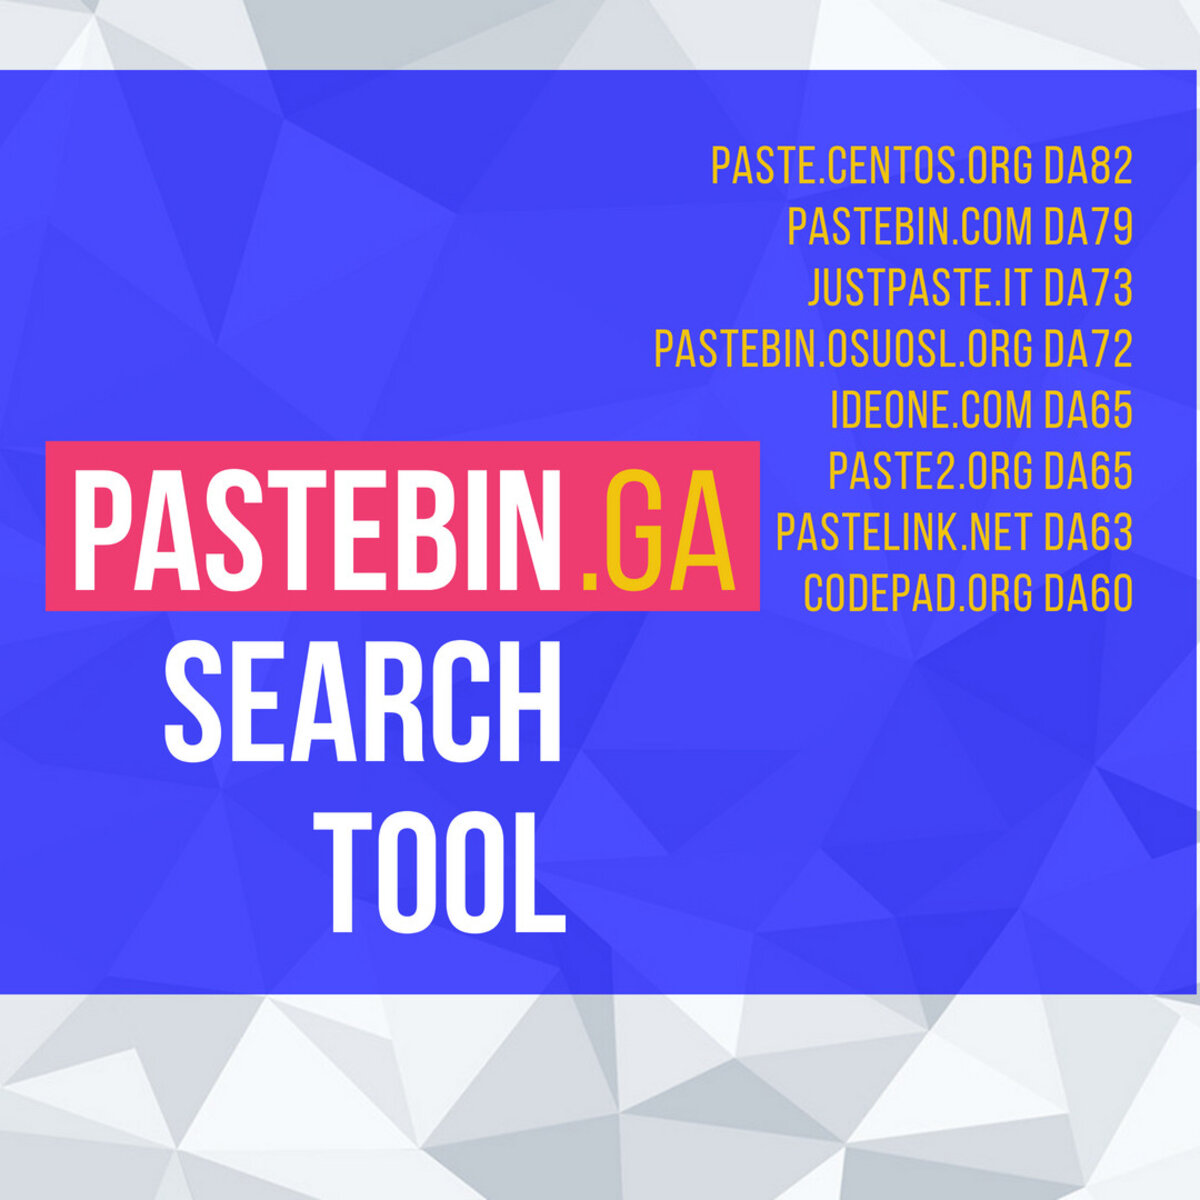 PASTE.CENTOS.ORG DA82
PASTEBIN.COM DA79
JUSTPASTE.IT DA73
PASTEBIN.OSUOSL.ORG DA72
IDEONE.COM DA65
PASTE2.ORG DA65
PASTELINK.NET DA63
CODEPAD.ORG DA60
PASTEBIN.GA
SEARCH
TOOL